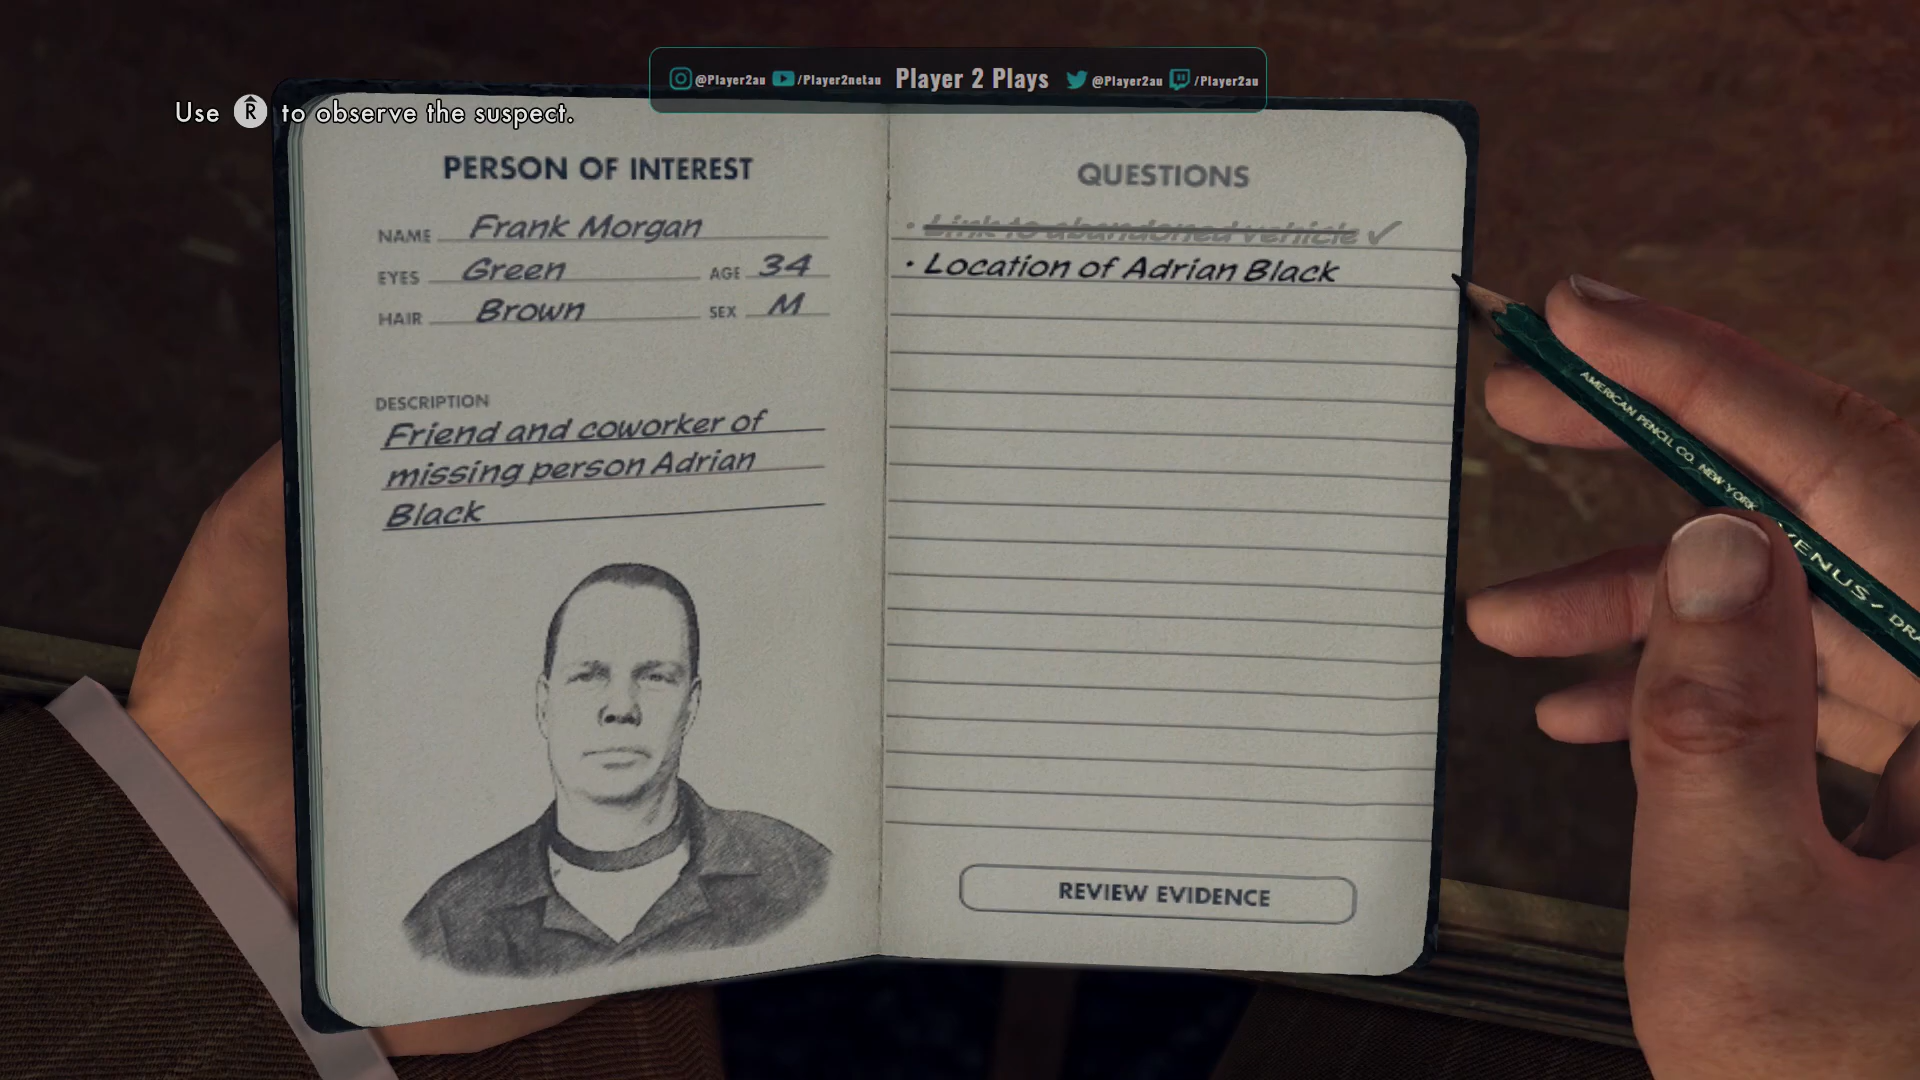 @Player2au /Player2netau Player 2 Plays @Player2au /Player2au
Use R to observe the suspect.
PERSON OF INTEREST
NAME Frank Morgan
EYES Green AGE 34
HAIR Brown SEX M
DESCRIPTION
Friend and coworker of
missing person Adrian
Black
QUESTIONS
• Link to abandoned vehicle ✓
• Location of Adrian Black
REVIEW EVIDENCE
AMERICAN PENCIL CO. NEW YORK
VENUS/ DRA